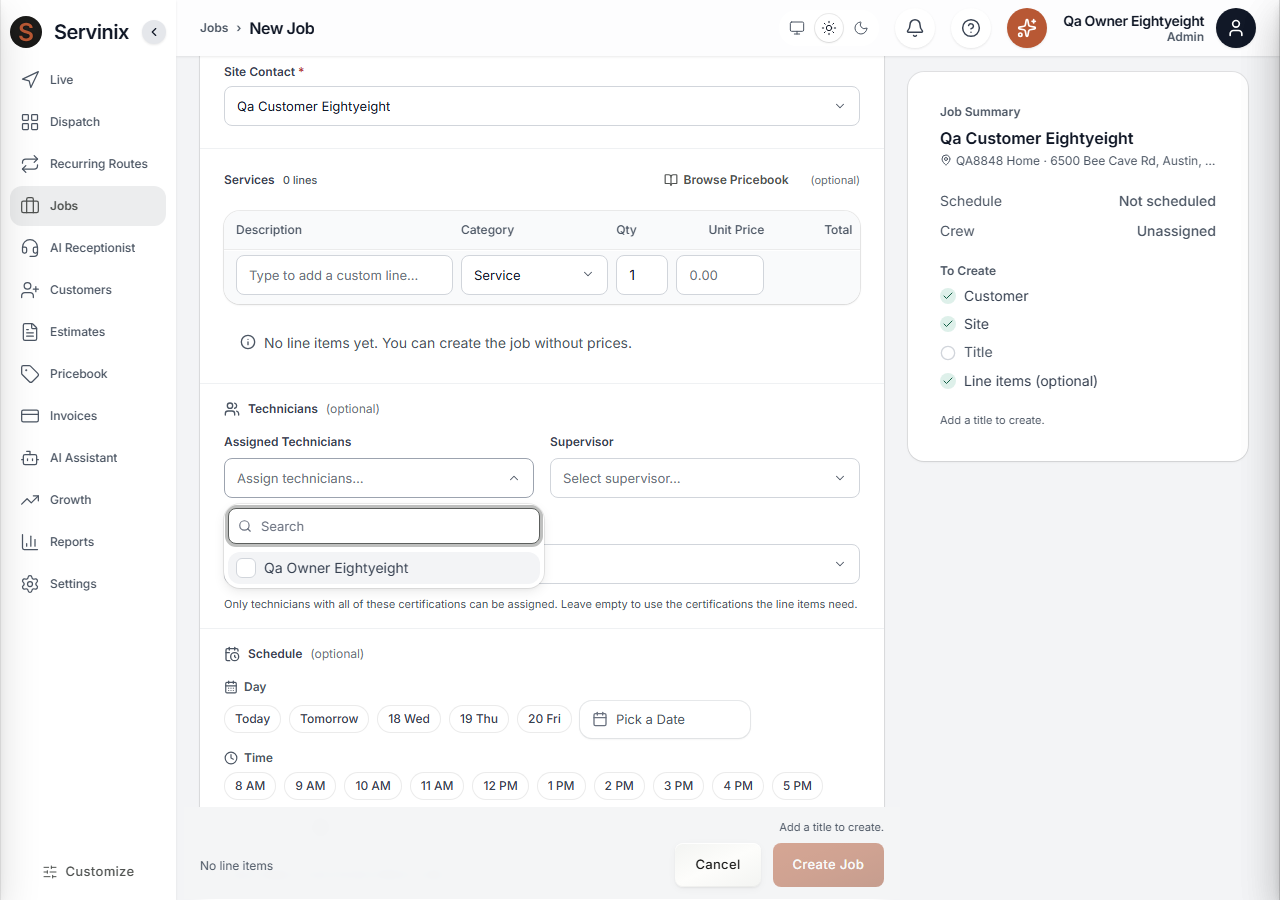 S Servinix
Jobs › New Job
Qa Owner Eightyeight
Admin
Live
Dispatch
Recurring Routes
Jobs
AI Receptionist
Customers
Estimates
Pricebook
Invoices
AI Assistant
Growth
Reports
Settings
Customize
Site Contact *
Qa Customer Eightyeight
Services 0 lines
Browse Pricebook (optional)
Description Category Qty Unit Price Total
Type to add a custom line... Service 1 0.00
No line items yet. You can create the job without prices.
Technicians (optional)
Assigned Technicians Supervisor
Assign technicians... Select supervisor...
Search
Qa Owner Eightyeight
Only technicians with all of these certifications can be assigned. Leave empty to use the certifications the line items need.
Schedule (optional)
Day
Today Tomorrow 18 Wed 19 Thu 20 Fri Pick a Date
Time
8 AM 9 AM 10 AM 11 AM 12 PM 1 PM 2 PM 3 PM 4 PM 5 PM
Add a title to create.
No line items Cancel Create Job
Job Summary
Qa Customer Eightyeight
QA8848 Home · 6500 Bee Cave Rd, Austin, ...
Schedule Not scheduled
Crew Unassigned
To Create
Customer
Site
Title
Line items (optional)
Add a title to create.